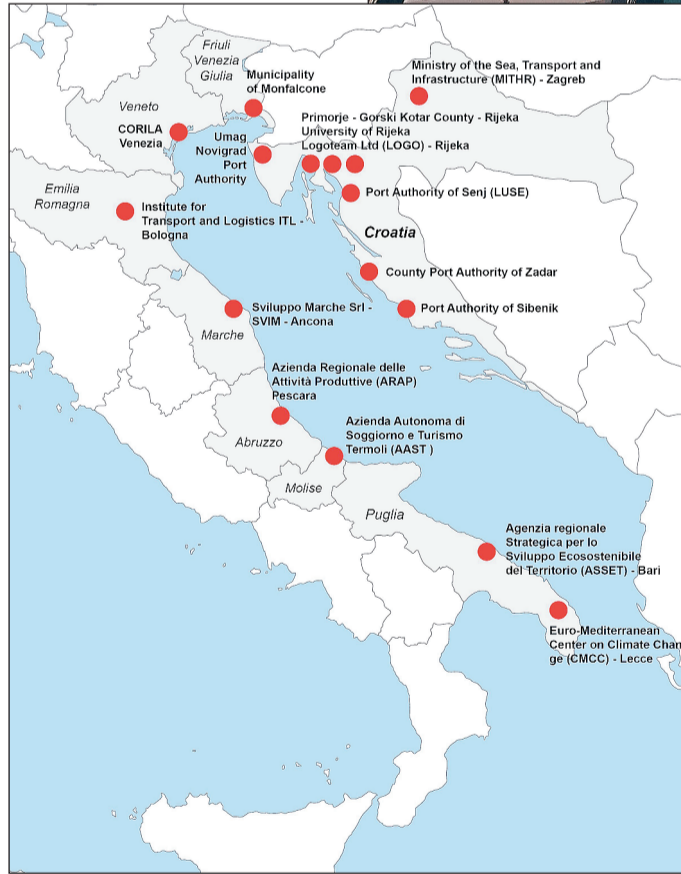 Friuli
Venezia
Giulia
Municipality
of Monfalcone
Ministry of the Sea, Transport and
Infrastructure (MITHR) - Zagreb
Veneto
CORILA
Venezia
Umag
Novigrad
Port
Authority
Primorje - Gorski Kotar County - Rijeka
University of Rijeka
Logoteam Ltd (LOGO) - Rijeka
Emilia
Romagna
Institute for
Transport and Logistics ITL -
Bologna
Port Authority of Senj (LUSE)
Croatia
County Port Authority of Zadar
Sviluppo Marche Srl -
SVIM - Ancona
Port Authority of Sibenik
Marche
Azienda Regionale delle
Attività Produttive (ARAP)
Pescara
Abruzzo
Azienda Autonoma di
Soggiorno e Turismo
Termoli (AAST )
Molise
Puglia
Agenzia regionale
Strategica per lo
Sviluppo Ecosostenibile
del Territorio (ASSET) - Bari
Euro-Mediterranean
Center on Climate Chan
ge (CMCC) - Lecce